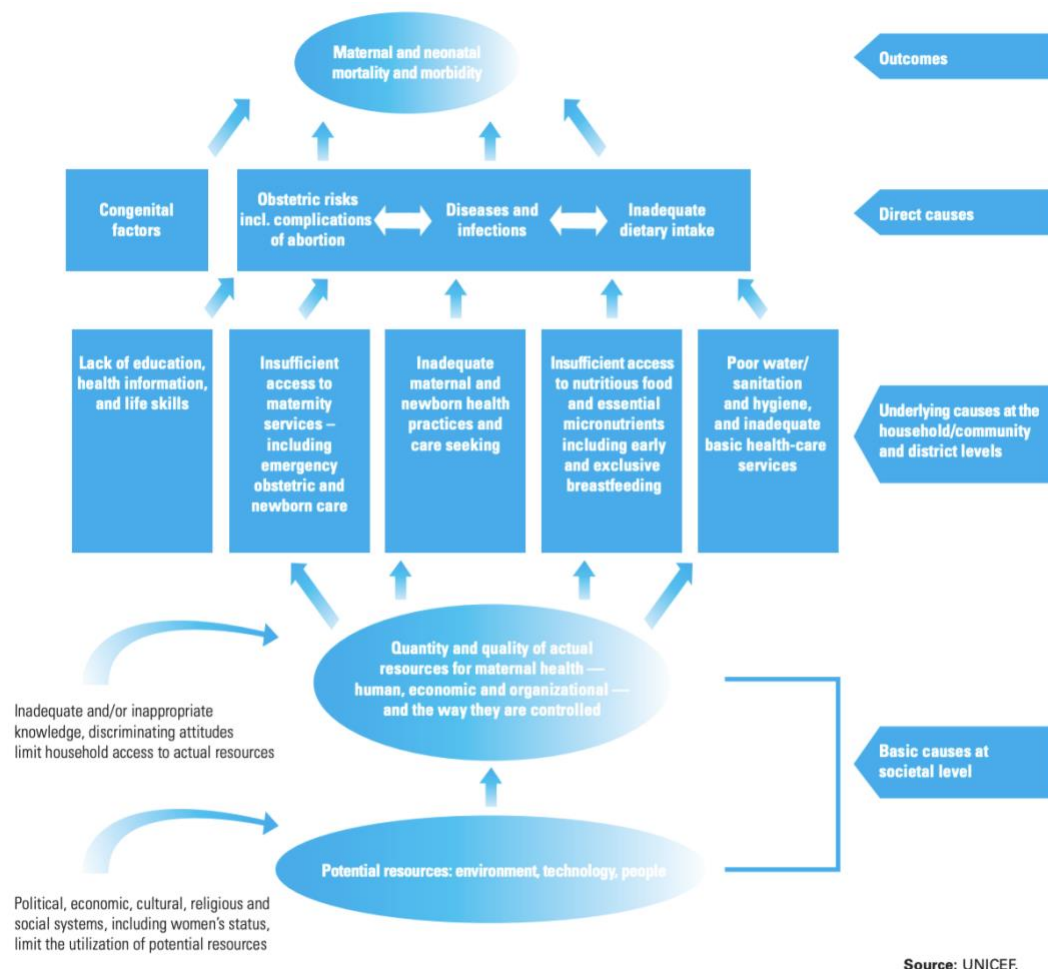 Maternal and neonatal
mortality and morbidity
Outcomes
Congenital
factors
Obstetric risks
incl. complications
of abortion
Diseases and
infections
Inadequate
dietary intake
Direct causes
Lack of education,
health information,
and life skills
Insufficient
access to
maternity
services –
including
emergency
obstetric and
newborn care
Inadequate
maternal and
newborn health
practices and
care seeking
Insufficient access
to nutritious food
and essential
micronutrients
including early
and exclusive
breastfeeding
Poor water/
sanitation
and hygiene,
and inadequate
basic health-care
services
Underlying causes at the
household/community
and district levels
Quantity and quality of actual
resources for maternal health —
human, economic and organizational —
and the way they are controlled
Inadequate and/or inappropriate
knowledge, discriminating attitudes
limit household access to actual resources
Basic causes at
societal level
Potential resources: environment, technology, people
Political, economic, cultural, religious and
social systems, including women's status,
limit the utilization of potential resources
Source: UNICEF.